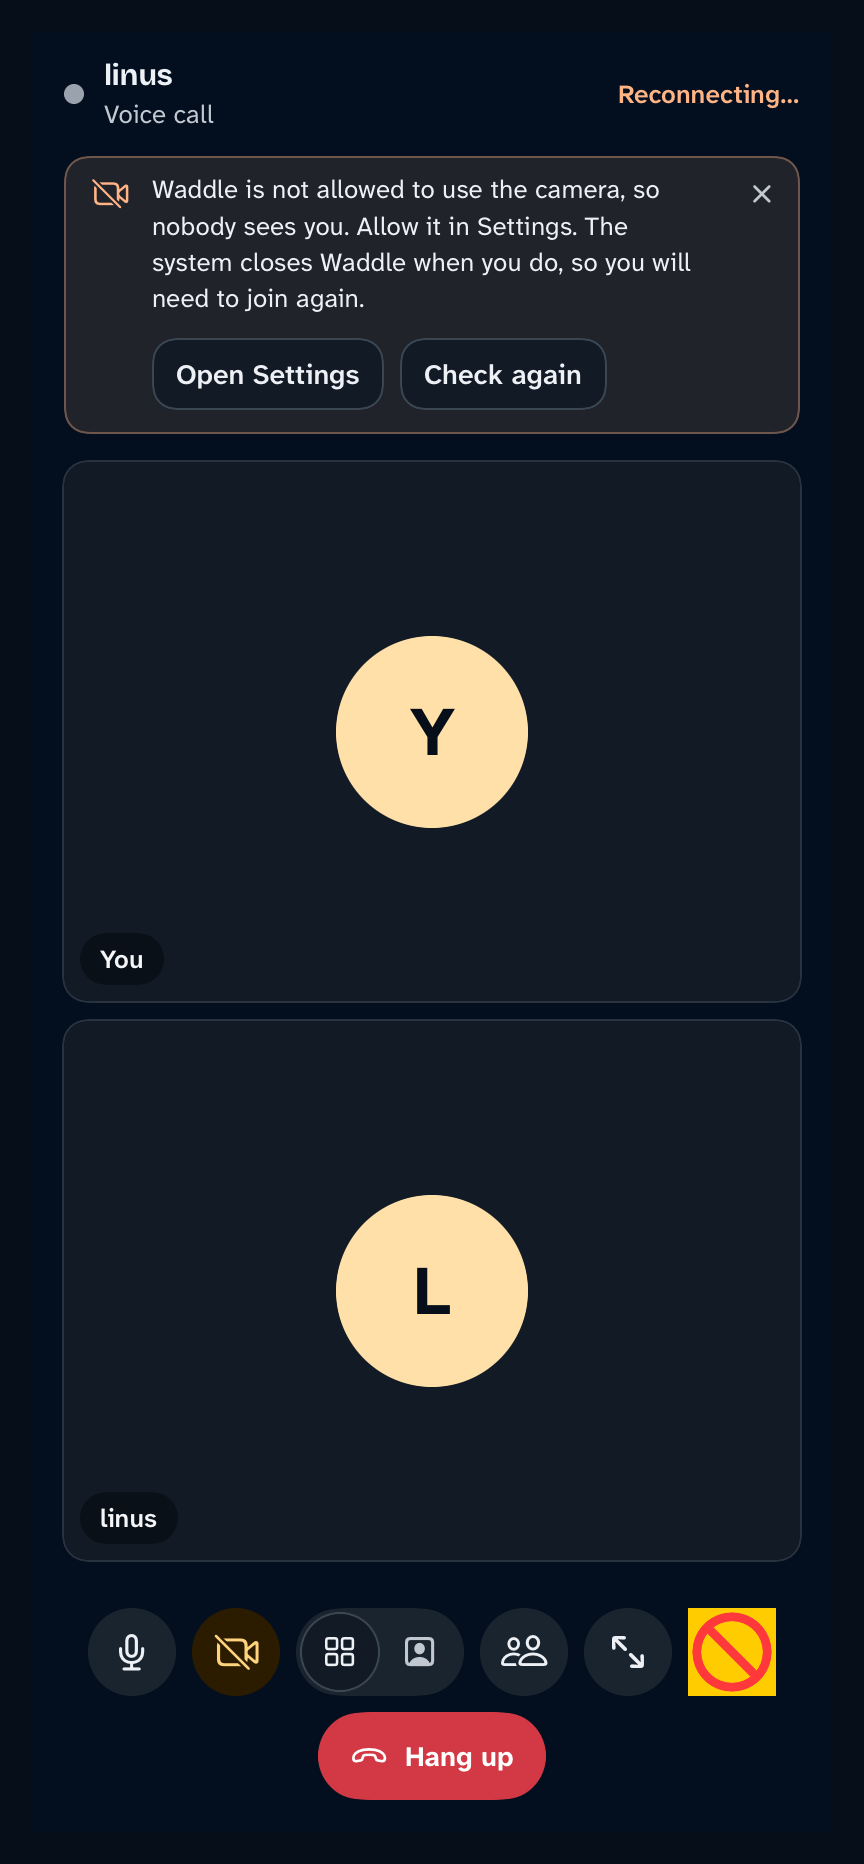 linus
Voice call
Reconnecting...
Waddle is not allowed to use the camera, so
nobody sees you. Allow it in Settings. The
system closes Waddle when you do, so you will
need to join again.
Open Settings
Check again
Y
You
L
linus
Hang up